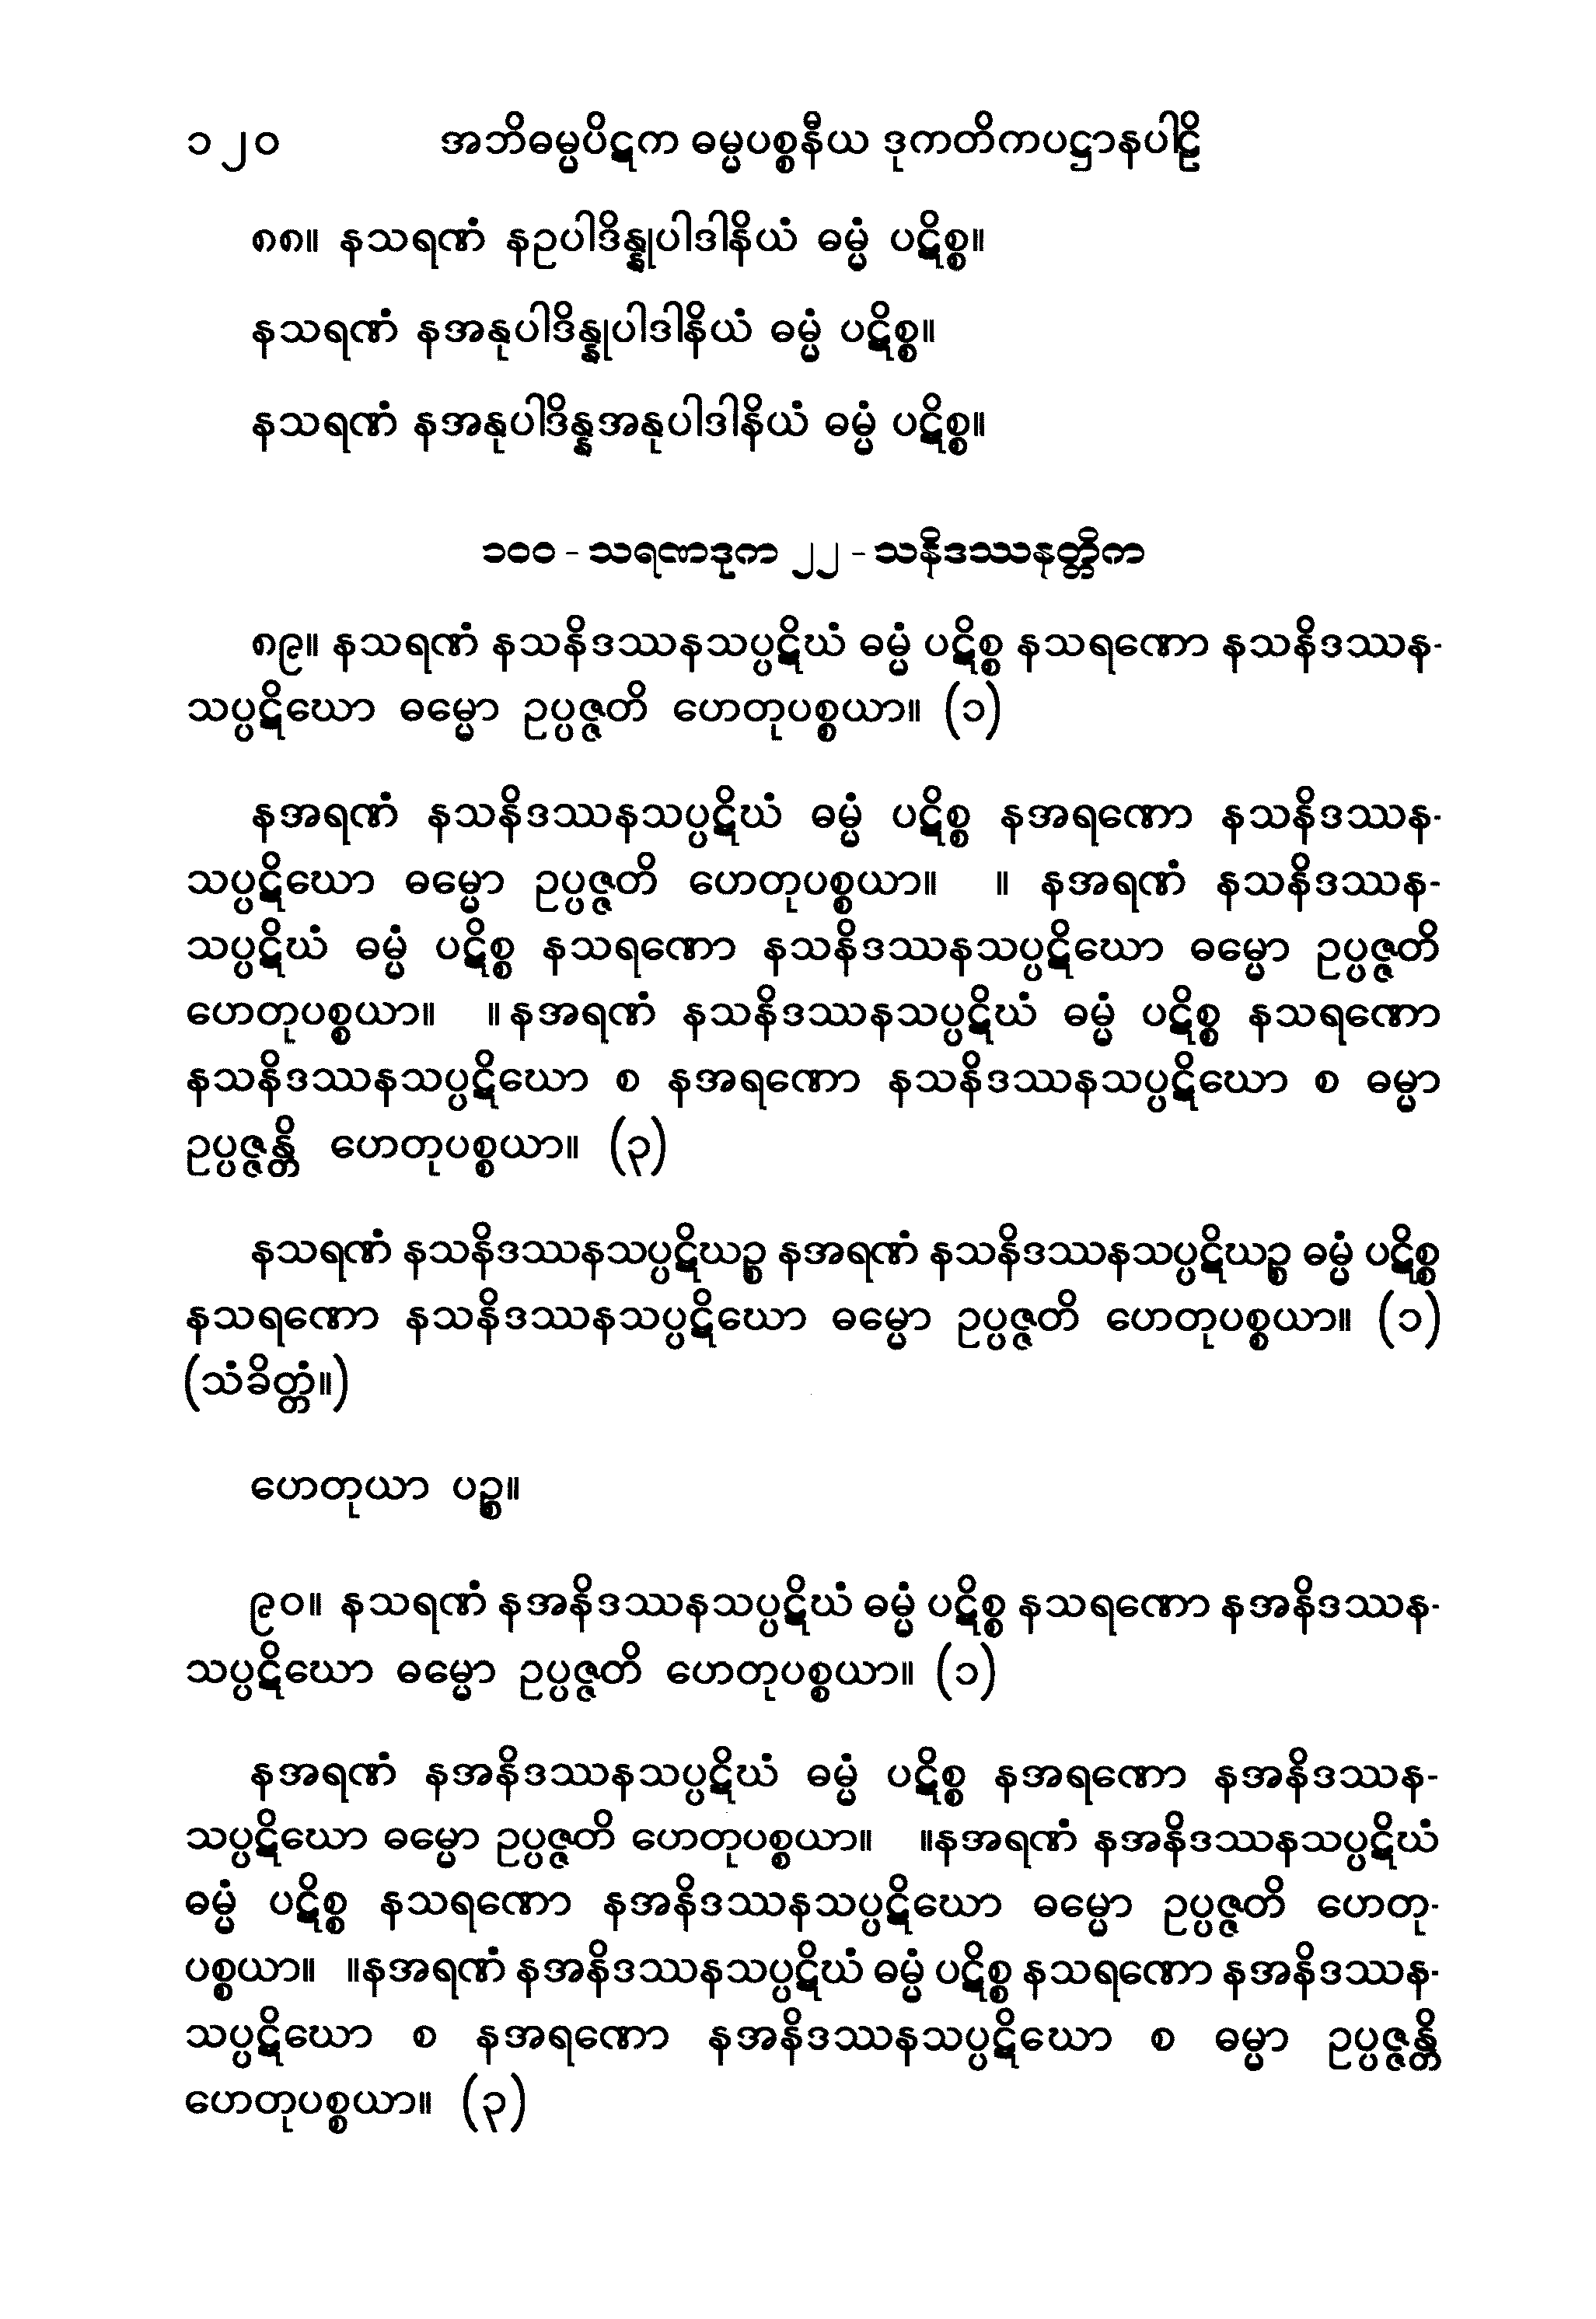 ၁၂၀ အဘိဓမ္မပိဋက ဓမ္မပစ္စနီယ ဒုကတိကပဋ္ဌာနပါဠိ
၈၈။ နသရဏံ နဥပါဒိန္နုပါဒါနိယံ ဓမ္မံ ပဋိစ္စ။
နသရဏံ နအနုပါဒိန္နုပါဒါနိယံ ဓမ္မံ ပဋိစ္စ။
နသရဏံ နအနုပါဒိန္နအနုပါဒါနိယံ ဓမ္မံ ပဋိစ္စ။
၁၀၀ - သရဏဒုက ၂၂ - သနိဒဿနတ္တိက
၈၉။ နသရဏံ နသနိဒဿနသပ္ပဋိဃံ ဓမ္မံ ပဋိစ္စ နသရဏော နသနိဒဿန-
သပ္ပဋိဃော ဓမ္မော ဥပ္ပဇ္ဇတိ ဟေတုပစ္စယာ။ (၁)
နအရဏံ နသနိဒဿနသပ္ပဋိဃံ ဓမ္မံ ပဋိစ္စ နအရဏော နသနိဒဿန-
သပ္ပဋိဃော ဓမ္မော ဥပ္ပဇ္ဇတိ ဟေတုပစ္စယာ။ ။ နအရဏံ နသနိဒဿန-
သပ္ပဋိဃံ ဓမ္မံ ပဋိစ္စ နသရဏော နသနိဒဿနသပ္ပဋိဃော ဓမ္မော ဥပ္ပဇ္ဇတိ
ဟေတုပစ္စယာ။ ။နအရဏံ နသနိဒဿနသပ္ပဋိဃံ ဓမ္မံ ပဋိစ္စ နသရဏော
နသနိဒဿနသပ္ပဋိဃော စ နအရဏော နသနိဒဿနသပ္ပဋိဃော စ ဓမ္မာ
ဥပ္ပဇ္ဇန္တိ ဟေတုပစ္စယာ။ (၃)
နသရဏံ နသနိဒဿနသပ္ပဋိဃဉ္စ နအရဏံ နသနိဒဿနသပ္ပဋိဃဉ္စ ဓမ္မံ ပဋိစ္စ
နသရဏော နသနိဒဿနသပ္ပဋိဃော ဓမ္မော ဥပ္ပဇ္ဇတိ ဟေတုပစ္စယာ။ (၁)
(သံခိတ္တံ။)
ဟေတုယာ ပဉ္စ။
၉၀။ နသရဏံ နအနိဒဿနသပ္ပဋိဃံ ဓမ္မံ ပဋိစ္စ နသရဏော နအနိဒဿန-
သပ္ပဋိဃော ဓမ္မော ဥပ္ပဇ္ဇတိ ဟေတုပစ္စယာ။ (၁)
နအရဏံ နအနိဒဿနသပ္ပဋိဃံ ဓမ္မံ ပဋိစ္စ နအရဏော နအနိဒဿန-
သပ္ပဋိဃော ဓမ္မော ဥပ္ပဇ္ဇတိ ဟေတုပစ္စယာ။ ။နအရဏံ နအနိဒဿနသပ္ပဋိဃံ
ဓမ္မံ ပဋိစ္စ နသရဏော နအနိဒဿနသပ္ပဋိဃော ဓမ္မော ဥပ္ပဇ္ဇတိ ဟေတု-
ပစ္စယာ။ ။နအရဏံ နအနိဒဿနသပ္ပဋိဃံ ဓမ္မံ ပဋိစ္စ နသရဏော နအနိဒဿန-
သပ္ပဋိဃော စ နအရဏော နအနိဒဿနသပ္ပဋိဃော စ ဓမ္မာ ဥပ္ပဇ္ဇန္တိ
ဟေတုပစ္စယာ။ (၃)